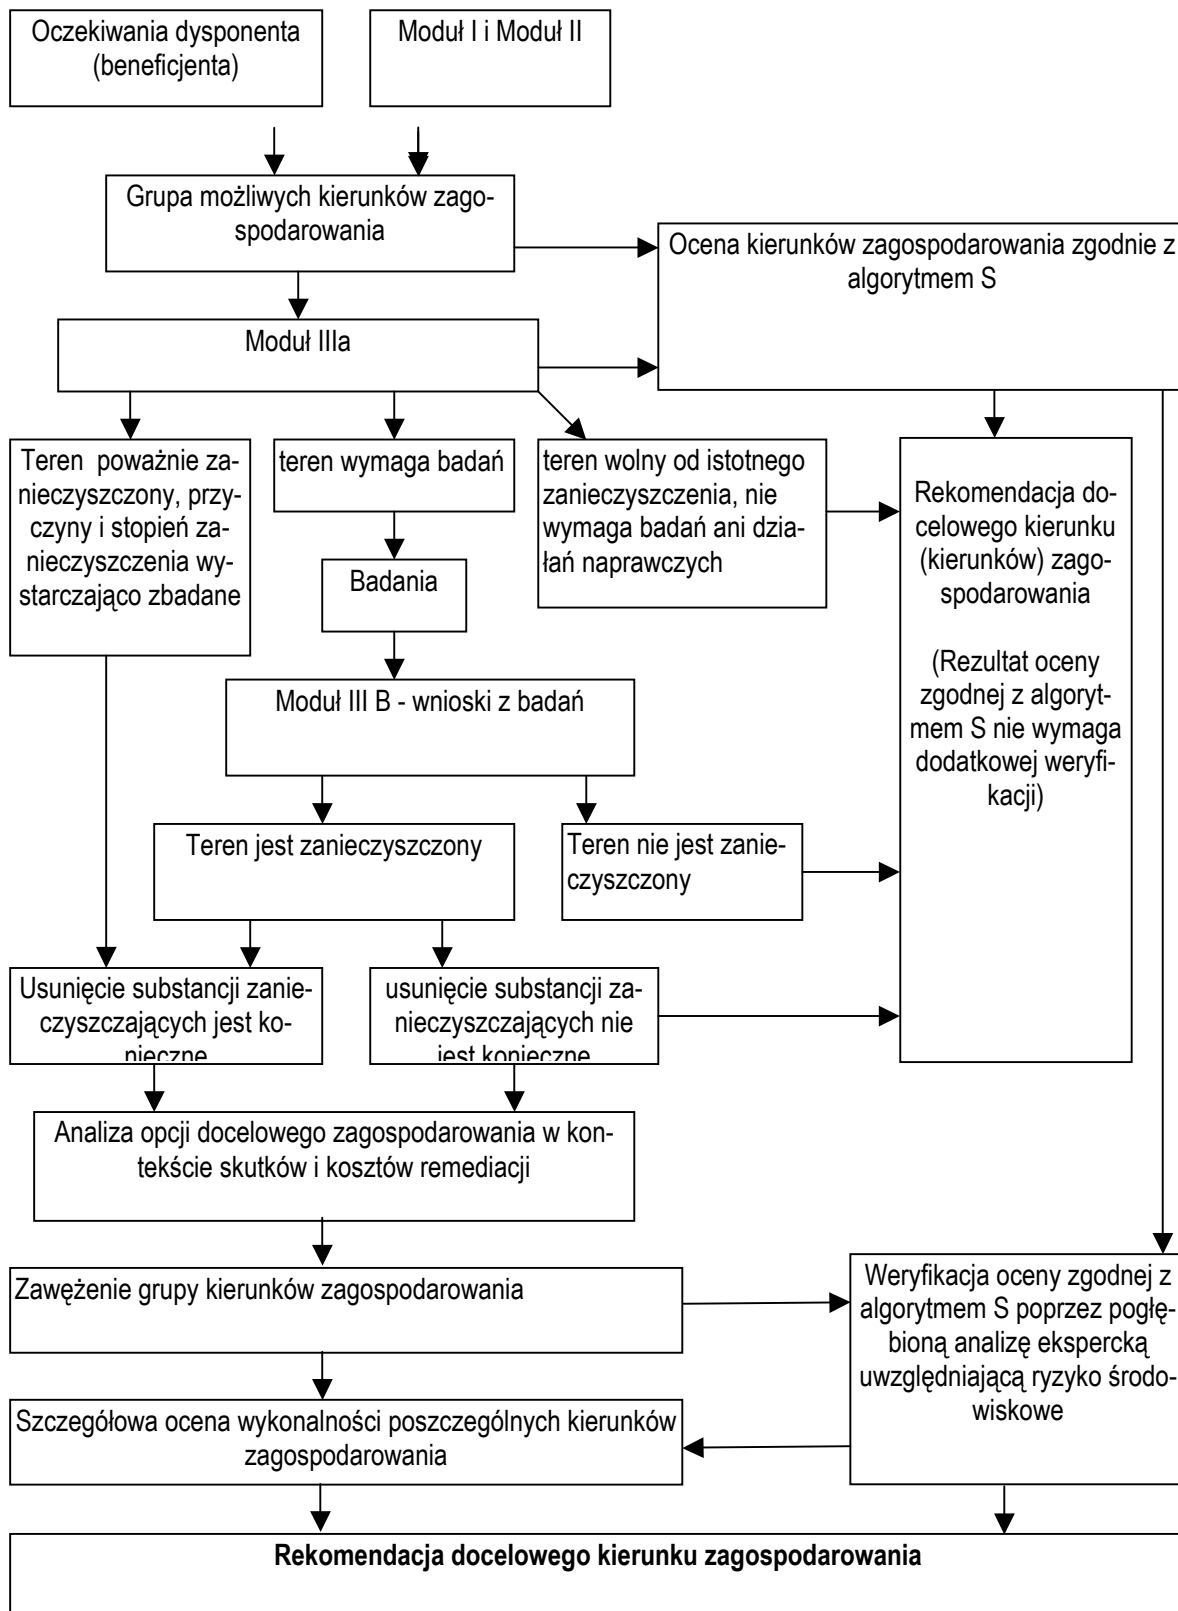 Oczekiwania dysponenta
(beneficjenta)
Moduł I i Moduł II
Grupa możliwych kierunków zago-
spodarowania
Ocena kierunków zagospodarowania zgodnie z
algorytmem S
Moduł IIIa
Teren poważnie za-
nieczyszczony, przy-
czyny i stopień za-
nieczyszczenia wy-
starczająco zbadane
teren wymaga badań
teren wolny od istotnego
zanieczyszczenia, nie
wymaga badań ani dzia-
łań naprawczych
Rekomendacja do-
celowego kierunku
(kierunków) zago-
spodarowania
(Rezultat oceny
zgodnej z algoryt-
mem S nie wymaga
dodatkowej weryfi-
kacji)
Badania
Moduł III B - wnioski z badań
Teren jest zanieczyszczony
Teren nie jest zanie-
czyszczony
Usunięcie substancji zanie-
czyszczających jest ko-
nieczne
usunięcie substancji za-
nieczyszczających nie
jest konieczne
Analiza opcji docelowego zagospodarowania w kon-
tekście skutków i kosztów remediacji
Zawężenie grupy kierunków zagospodarowania
Weryfikacja oceny zgodnej z
algorytmem S poprzez pogłę-
bioną analizę ekspercką
uwzględniającą ryzyko środo-
wiskowe
Szczegółowa ocena wykonalności poszczególnych kierunków
zagospodarowania
Rekomendacja docelowego kierunku zagospodarowania